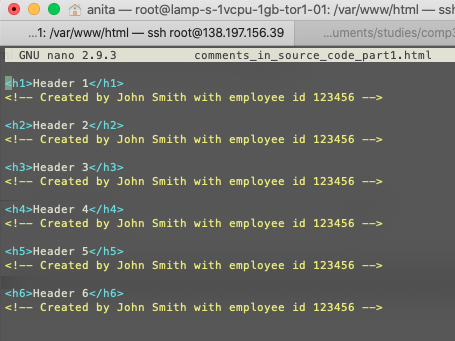 anita — root@lamp-s-1vcpu-1gb-tor1-01: /var/www/html — ssh
...1: /var/www/html — ssh root@138.197.156.39 ...uments/studies/comp
GNU nano 2.9.3 comments_in_source_code_part1.html
<h1>Header 1</h1>
<!-- Created by John Smith with employee id 123456 -->
<h2>Header 2</h2>
<!-- Created by John Smith with employee id 123456 -->
<h3>Header 3</h3>
<!-- Created by John Smith with employee id 123456 -->
<h4>Header 4</h4>
<!-- Created by John Smith with employee id 123456 -->
<h5>Header 5</h5>
<!-- Created by John Smith with employee id 123456 -->
<h6>Header 6</h6>
<!-- Created by John Smith with employee id 123456 -->